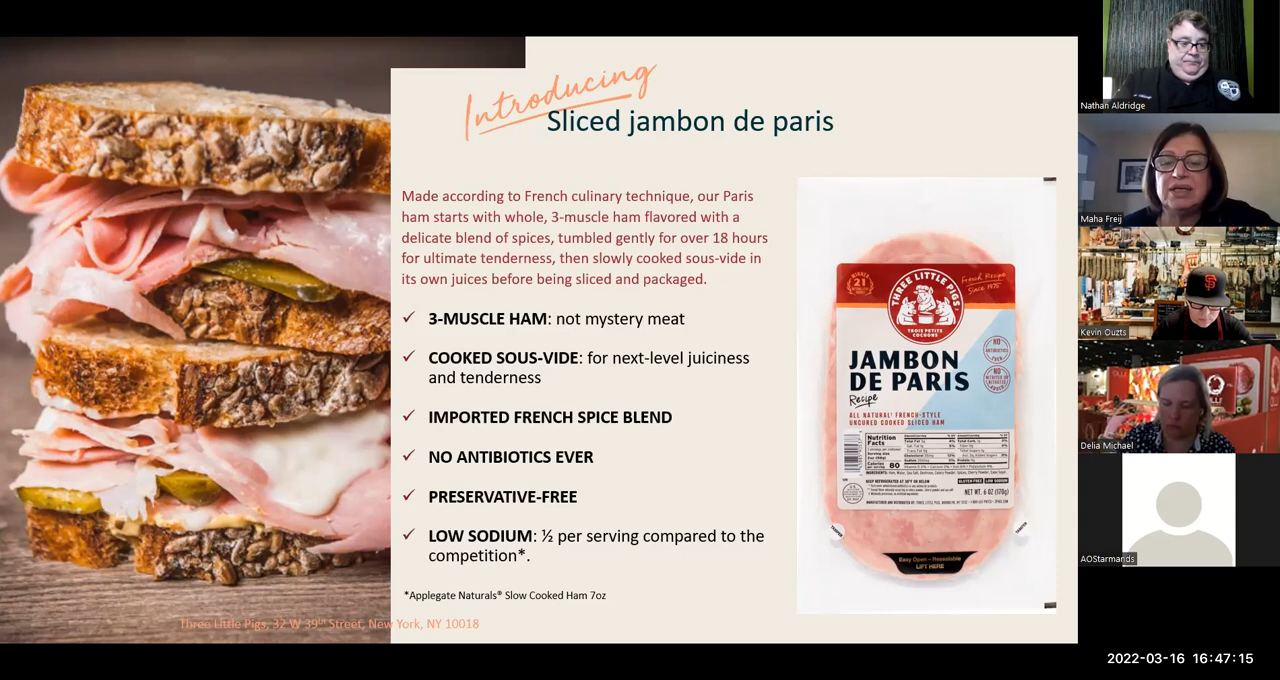 Introducing
Sliced jambon de paris
Made according to French culinary technique, our Paris
ham starts with whole, 3-muscle ham flavored with a
delicate blend of spices, tumbled gently for over 18 hours
for ultimate tenderness, then slowly cooked sous-vide in
its own juices before being sliced and packaged.
✓ 3-MUSCLE HAM: not mystery meat
✓ COOKED SOUS-VIDE: for next-level juiciness
and tenderness
✓ IMPORTED FRENCH SPICE BLEND
✓ NO ANTIBIOTICS EVER
✓ PRESERVATIVE-FREE
✓ LOW SODIUM: ½ per serving compared to the
competition*.
*Applegate Naturals® Slow Cooked Ham 7oz
Three Little Pigs, 32 W 39th Street, New York, NY 10018
WINNER
21
French Recipe
Since 1975
THREE LITTLE PIGS
TROIS PETITS
COCHONS
NO
ANTIBIOTICS
EVER
JAMBON
DE PARIS
Recipe
ALL NATURAL FRENCH-STYLE
UNCURED COOKED SLICED HAM
Nutrition
Facts
Calories
per serving 80
GLUTEN FREE LOW SODIUM
NET WT. 6 OZ (170g)
Easy Open – Resealable
LIFT HERE
Nathan Aldridge
Maha Freij
Kevin Ouzts
Delia Michael
AOStarmands
2022-03-16 16:47:15